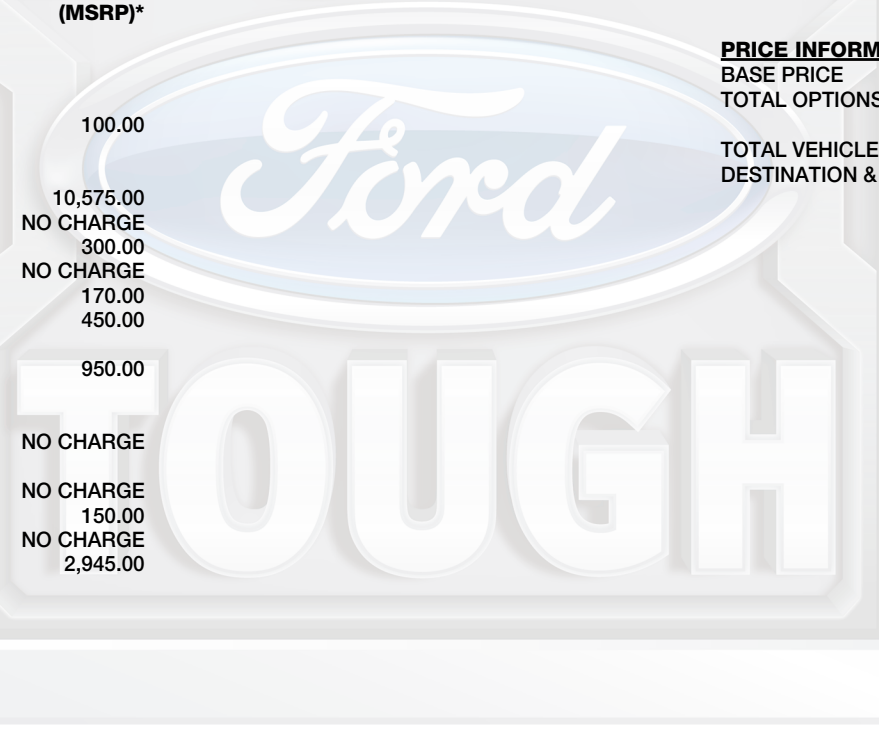 (MSRP)*
100.00
10,575.00
NO CHARGE
300.00
NO CHARGE
170.00
450.00
950.00
NO CHARGE
NO CHARGE
150.00
NO CHARGE
2,945.00
PRICE INFORM
BASE PRICE
TOTAL OPTIONS
TOTAL VEHICLE
DESTINATION &
Ford
TOUGH